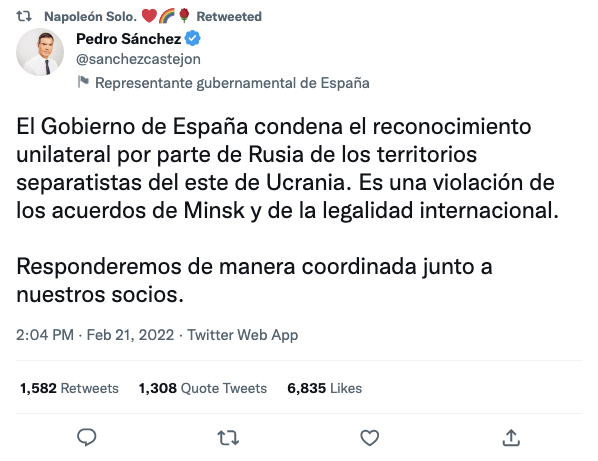 Napoleón Solo. ❤️🌈🌹 Retweeted
Pedro Sánchez
@sanchezcastejon
Representante gubernamental de España
El Gobierno de España condena el reconocimiento
unilateral por parte de Rusia de los territorios
separatistas del este de Ucrania. Es una violación de
los acuerdos de Minsk y de la legalidad internacional.
Responderemos de manera coordinada junto a
nuestros socios.
2:04 PM · Feb 21, 2022 · Twitter Web App
1,582 Retweets 1,308 Quote Tweets 6,835 Likes